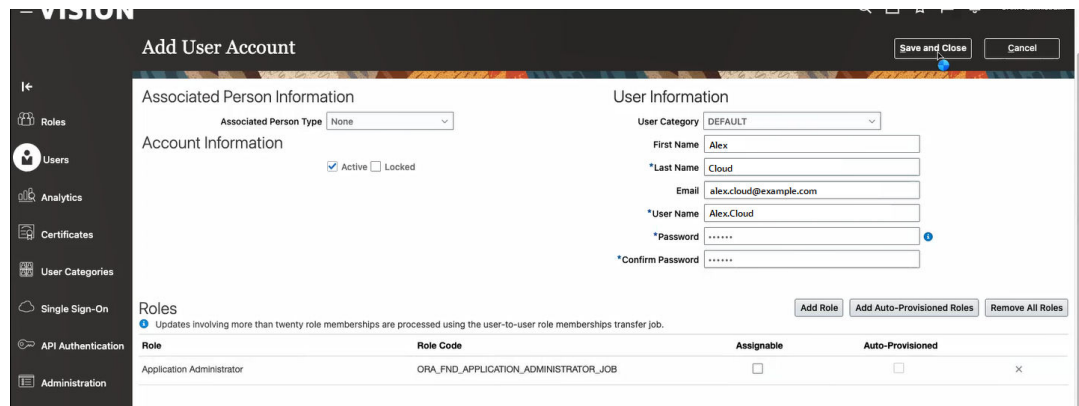 VISION
Add User Account
Save and Close
Cancel
Associated Person Information
Associated Person Type None
Account Information
Active Locked
User Information
User Category DEFAULT
First Name Alex
*Last Name Cloud
Email alex.cloud@example.com
*User Name Alex.Cloud
*Password ••••••
*Confirm Password ••••••
Roles
Users
Analytics
Certificates
User Categories
Single Sign-On
API Authentication
Administration
Roles
Add Role Add Auto-Provisioned Roles Remove All Roles
Updates involving more than twenty role memberships are processed using the user-to-user role memberships transfer job.
Role Role Code Assignable Auto-Provisioned
Application Administrator ORA_FND_APPLICATION_ADMINISTRATOR_JOB